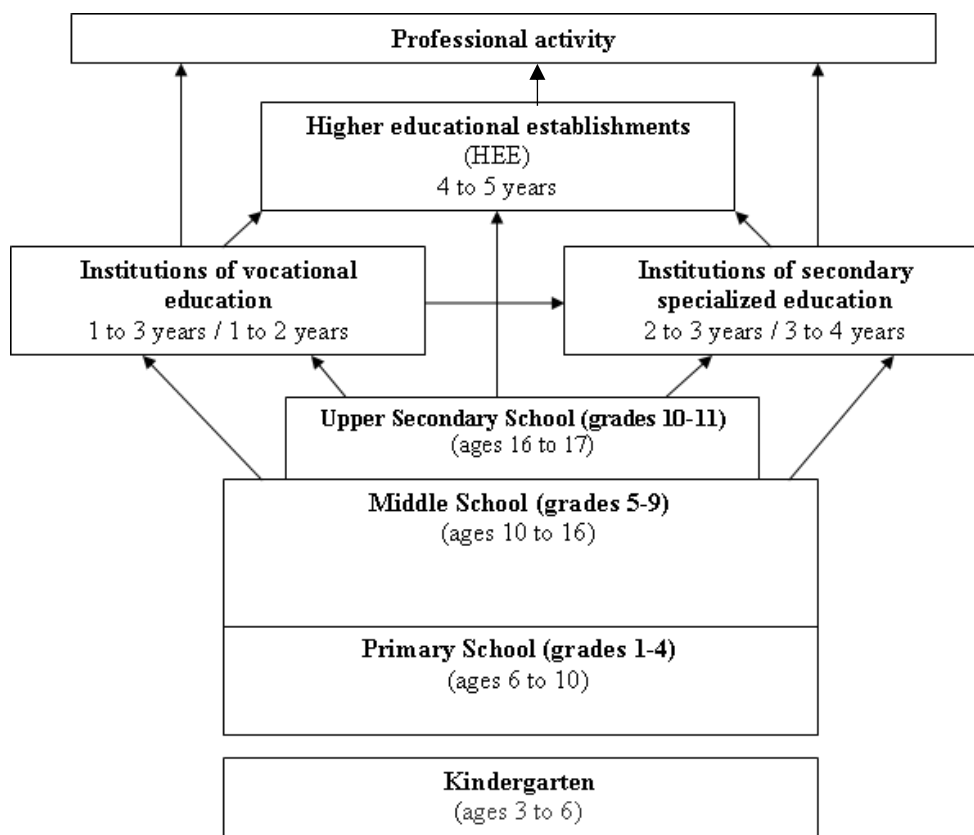 Professional activity
Higher educational establishments
(HEE)
4 to 5 years
Institutions of vocational
education
1 to 3 years / 1 to 2 years
Institutions of secondary
specialized education
2 to 3 years / 3 to 4 years
Upper Secondary School (grades 10-11)
(ages 16 to 17)
Middle School (grades 5-9)
(ages 10 to 16)
Primary School (grades 1-4)
(ages 6 to 10)
Kindergarten
(ages 3 to 6)